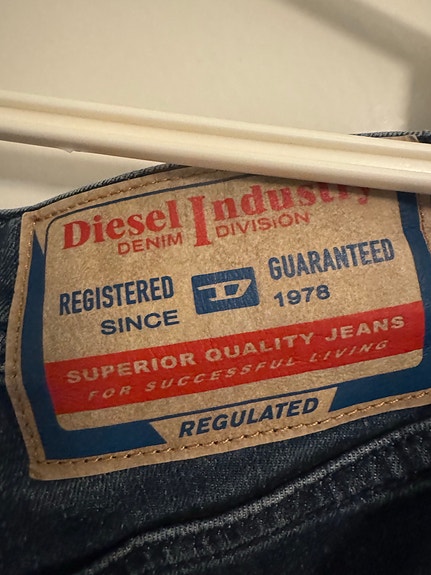 Diesel Industry
DENIM DIVISION
REGISTERED D GUARANTEED
SINCE 1978
SUPERIOR QUALITY JEANS
FOR SUCCESSFUL LIVING
REGULATED